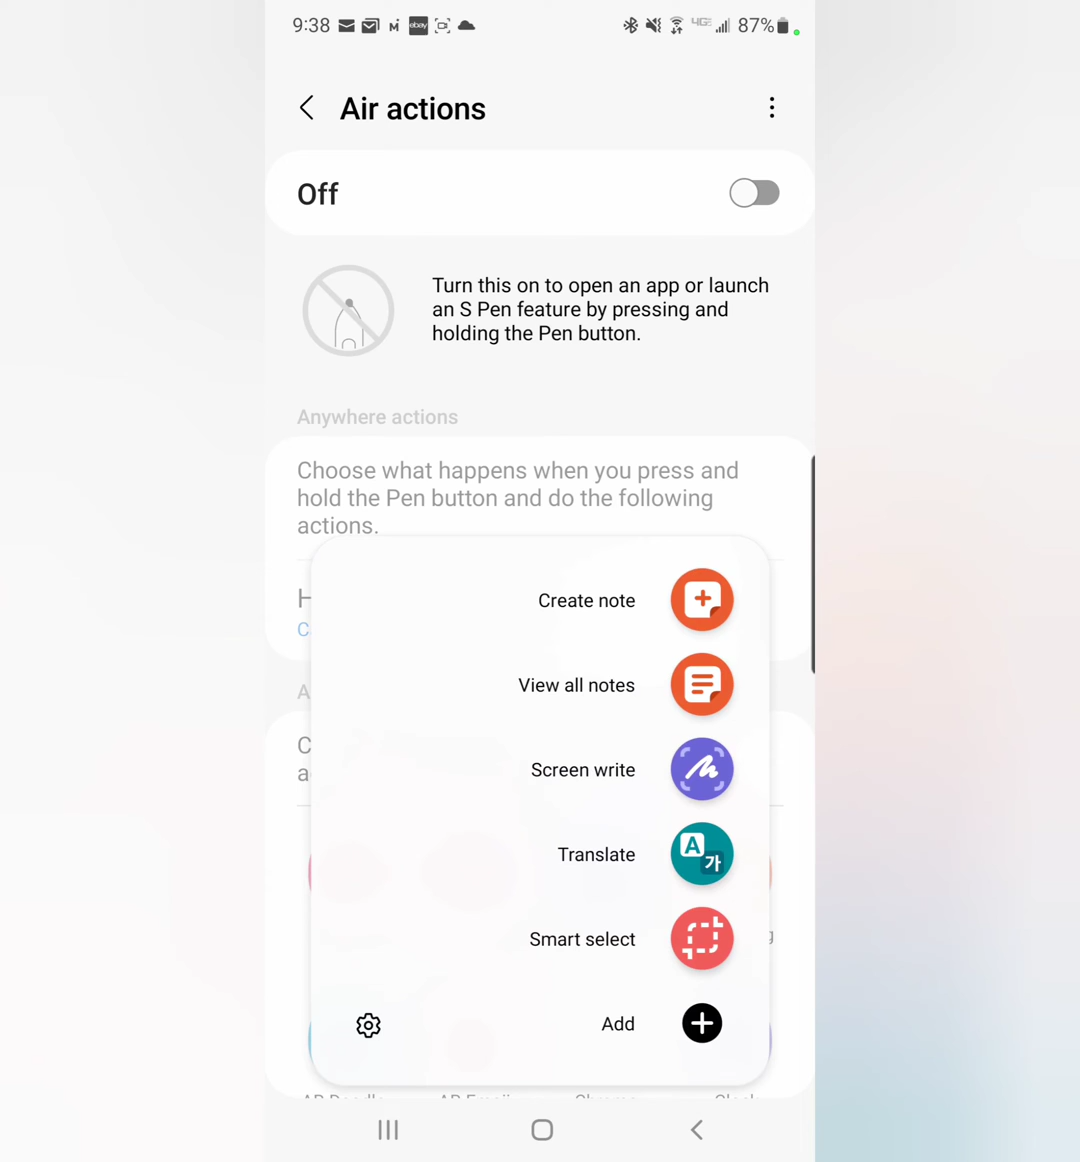 9:38 M ebay 4GE 87%
Air actions
Off
Turn this on to open an app or launch
an S Pen feature by pressing and
holding the Pen button.
Anywhere actions
Choose what happens when you press and
hold the Pen button and do the following
actions.
Create note
H
C
View all notes
A
C
Screen write
a
A
Translate
가
Smart select
g
Add